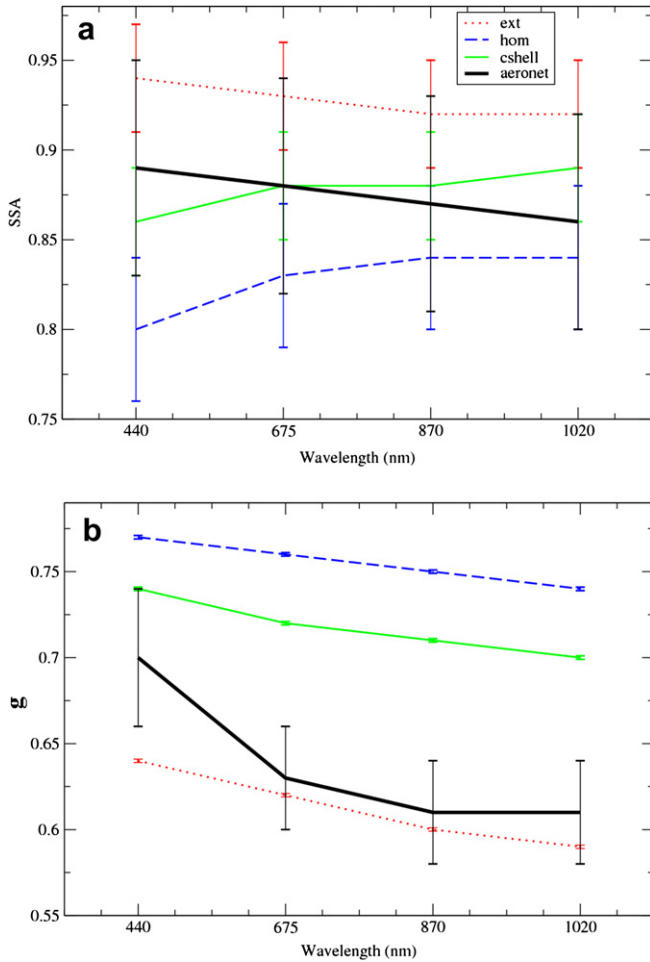 a
ext
hom
cshell
aeronet
0.95
0.9
0.85
0.8
0.75
SSA
440 675 870 1020
Wavelength (nm)
b
0.75
0.7
0.65
0.6
0.55
g
440 675 870 1020
Wavelength (nm)